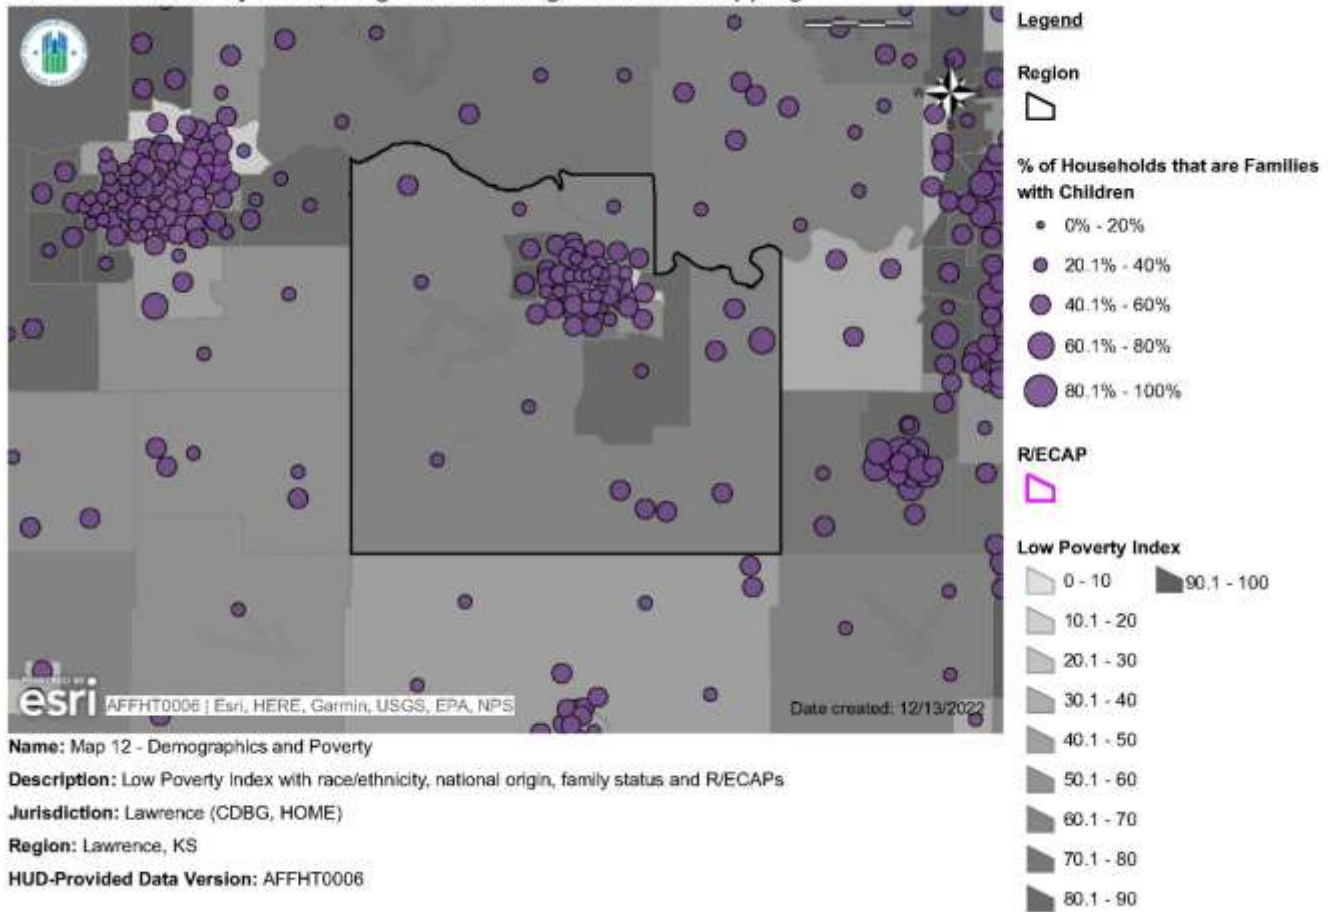 Legend
Region
% of Households that are Families
with Children
0% - 20%
20.1% - 40%
40.1% - 60%
60.1% - 80%
80.1% - 100%
R/ECAP
Low Poverty Index
0 - 10
90.1 - 100
10.1 - 20
20.1 - 30
30.1 - 40
40.1 - 50
50.1 - 60
60.1 - 70
70.1 - 80
80.1 - 90
POWERED BY
esri
AFFHT0006 | Esri, HERE, Garmin, USGS, EPA, NPS
Date created: 12/13/2022
Name: Map 12 - Demographics and Poverty
Description: Low Poverty Index with race/ethnicity, national origin, family status and R/ECAPs
Jurisdiction: Lawrence (CDBG, HOME)
Region: Lawrence, KS
HUD-Provided Data Version: AFFHT0006